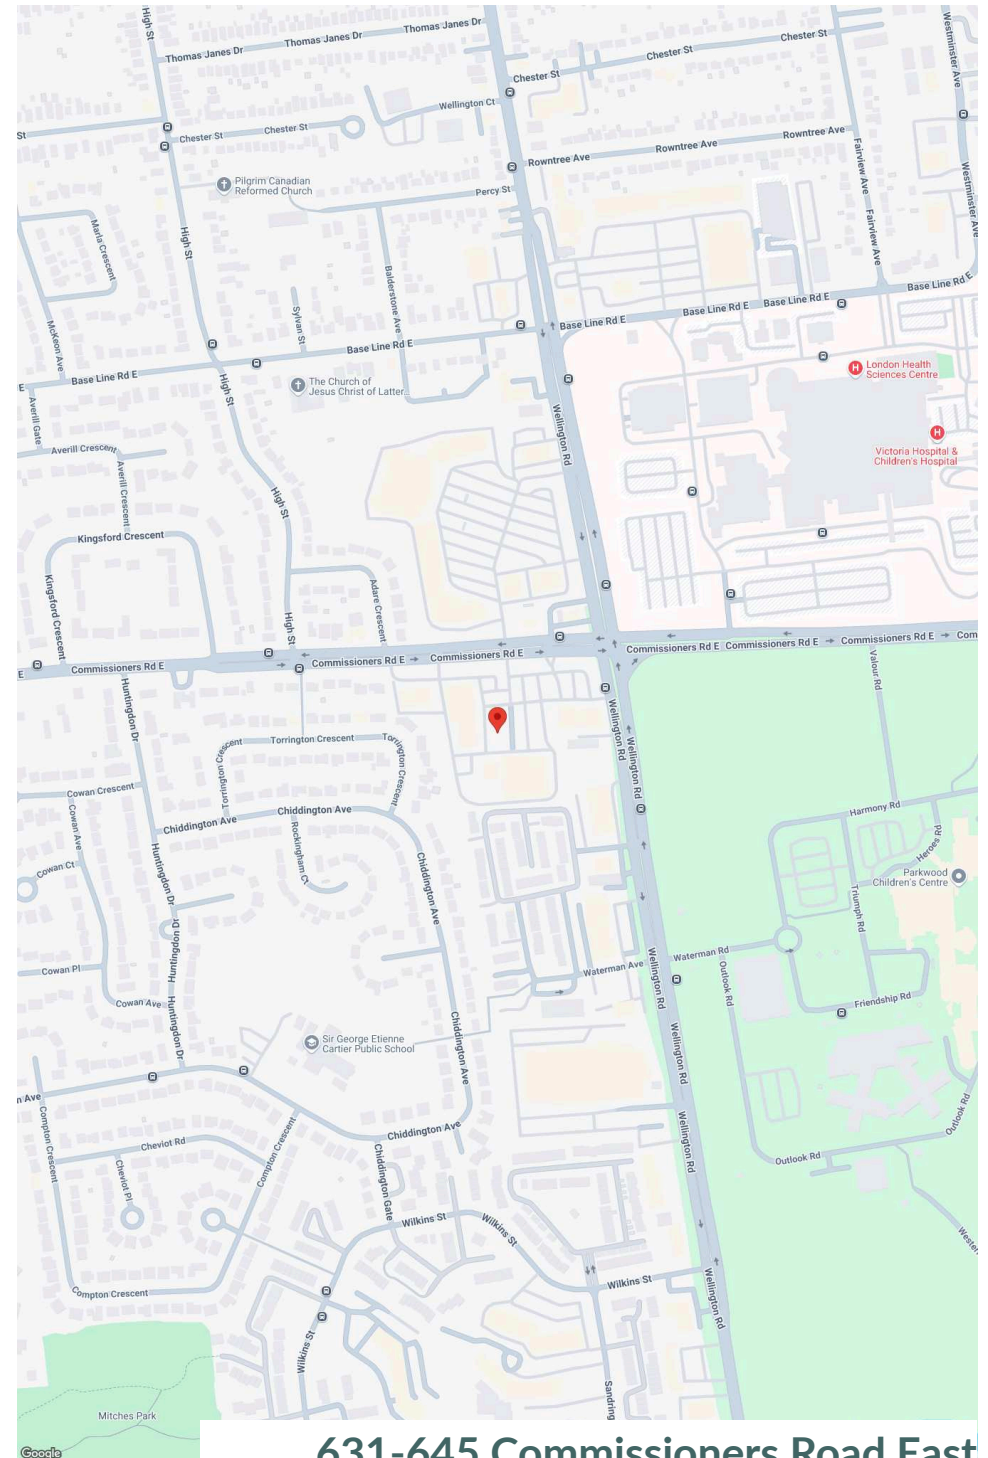 High St
Thomas Janes Dr
Thomas Janes Dr
Thomas Janes Dr
Chester St
Chester St
Chester St
Westminster Ave
Wellington Ct
St
Chester St
Chester St
Rowntree Ave
Rowntree Ave
Rowntree Ave
Fairview Ave
Westminster Ave
Pilgrim Canadian
Reformed Church
Percy St
Marla Crescent
High St
Fairview Ave
Balderstone Ave
Base Line Rd E
Base Line Rd E
Base Line Rd E
Base Line Rd E
Sylvan St
McKeon Ave
Base Line Rd E
Base Line Rd E
E
The Church of
Jesus Christ of Latter...
London Health
Sciences Centre
High St
Averill Gate
Wellington Rd
Averill Crescent
Averill Crescent
Victoria Hospital &
Children's Hospital
High St
Kingsford Crescent
Kingsford Crescent
Adare Crescent
High St
E
Commissioners Rd E
Commissioners Rd E
Commissioners Rd E
Commissioners Rd E
Commissioners Rd E
Commissioners Rd E
Com
Valour Rd
Huntingdon Dr
Wellington Rd
Wellington Rd
Torrington Crescent
Torrington Crescent
Torrington Crescent
Cowan Crescent
Cowan Ave
Chiddington Ave
Chiddington Ave
Rockingham Ct
Harmony Rd
Heroes Rd
Cowan Ct
Huntingdon Dr
Chiddington Ave
Parkwood
Children's Centre
Triumph Rd
Huntingdon Dr
Waterman Rd
Waterman Ave
Wellington Rd
Outlook Rd
Cowan Pl
Cowan Ave
Huntingdon Dr
Friendship Rd
Sir George Etienne
Cartier Public School
Chiddington Ave
Wellington Rd
n Ave
Compton Crescent
Chiddington Ave
Wellington Rd
Outlook Rd
Cheviot Rd
Compton Crescent
Outlook Rd
Cheviot Pl
Chiddington Gate
Wilkins St
Wilkins St
Wester
Wilkins St
Wellington Rd
Compton Crescent
Wilkins St
Sandring
Mitches Park
Google
631-645 Commissioners Road East